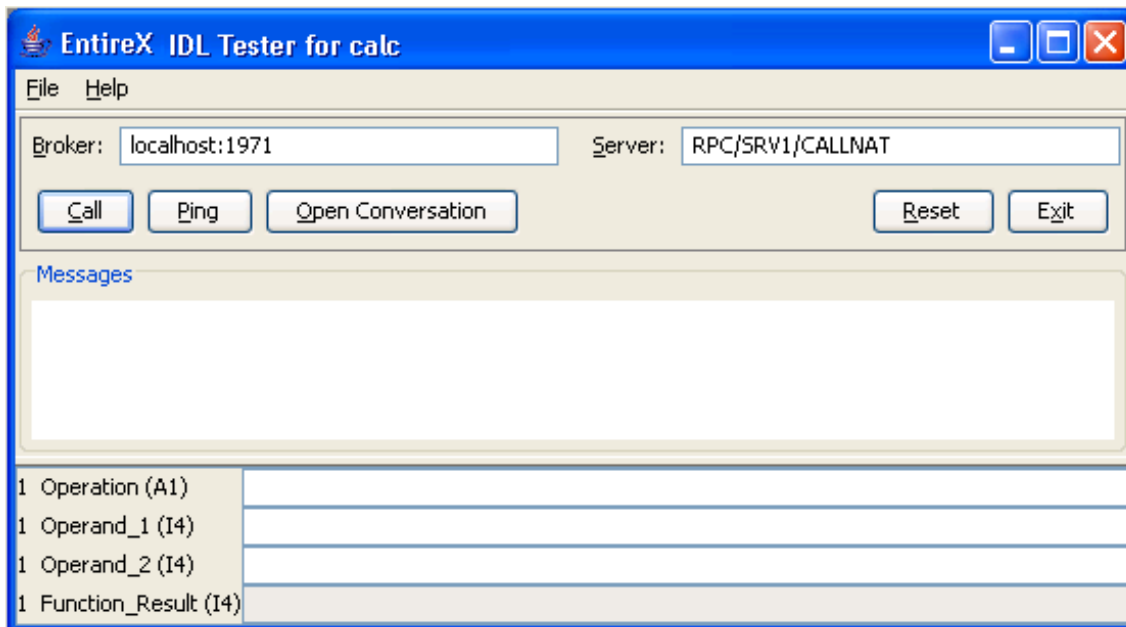 EntireX IDL Tester for calc
File Help
Broker: localhost:1971 Server: RPC/SRV1/CALLNAT
Call Ping Open Conversation Reset Exit
Messages
1 Operation (A1)
1 Operand_1 (I4)
1 Operand_2 (I4)
1 Function_Result (I4)